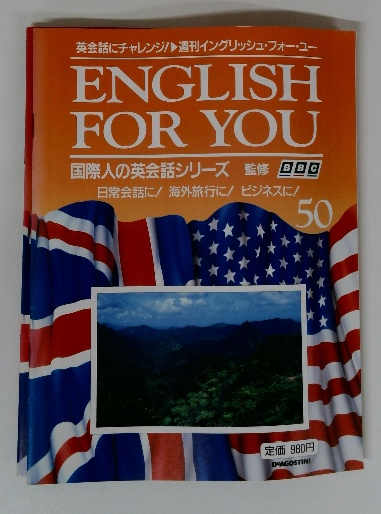 英会話にチャレンジ!▶週刊イングリッシュ・フォー・ユー
ENGLISH
FOR YOU
国際人の英会話シリーズ 監修 BBC
日常会話に! 海外旅行に! ビジネスに!
50
定価 980円
DeAGOSTINI